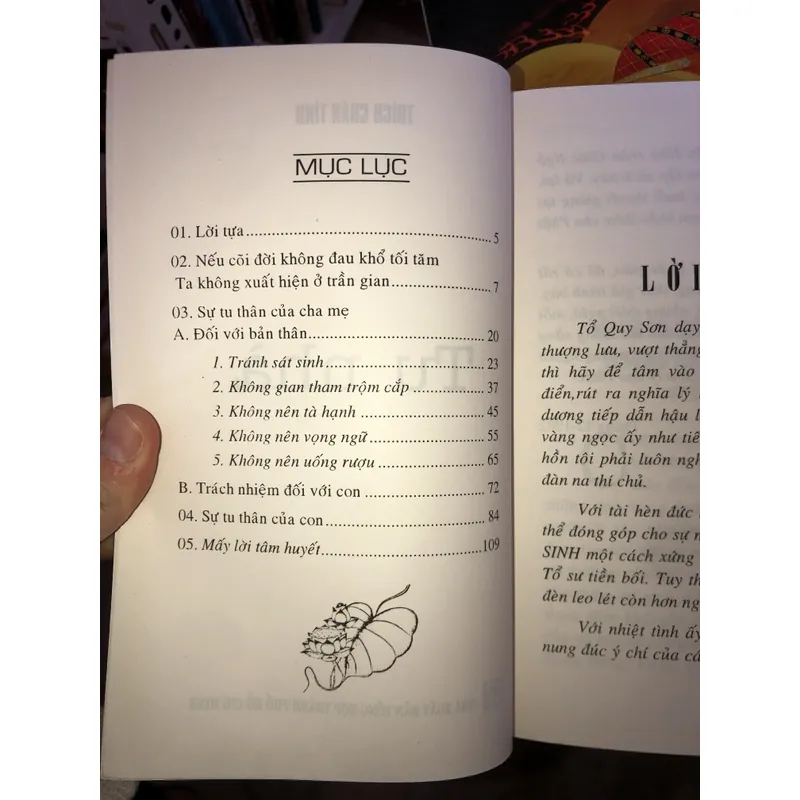 MỤC LỤC
01. Lời tựa 5
02. Nếu cõi đời không đau khổ tối tăm
Ta không xuất hiện ở trần gian 7
03. Sự tu thân của cha mẹ
A. Đối với bản thân 20
1. Tránh sát sinh 23
2. Không gian tham trộm cắp 37
3. Không nên tà hạnh 45
4. Không nên vọng ngữ 55
5. Không nên uống rượu 65
B. Trách nhiệm đối với con 72
04. Sự tu thân của con 84
05. Mấy lời tâm huyết 109
LỜI
Tổ Quy Sơn dạy
thượng lưu, vượt thẳng
thì hãy để tâm vào
điển,rút ra nghĩa lý
dương tiếp dẫn hậu
vàng ngọc ấy như
hồn tôi phải luôn
đàn na thí chủ.
Với tài hèn đức
thể đóng góp cho sự
SINH một cách xứng
Tổ sư tiền bối. Tuy
đèn leo lét còn hơn
Với nhiệt tình ấy
nung đúc ý chí của